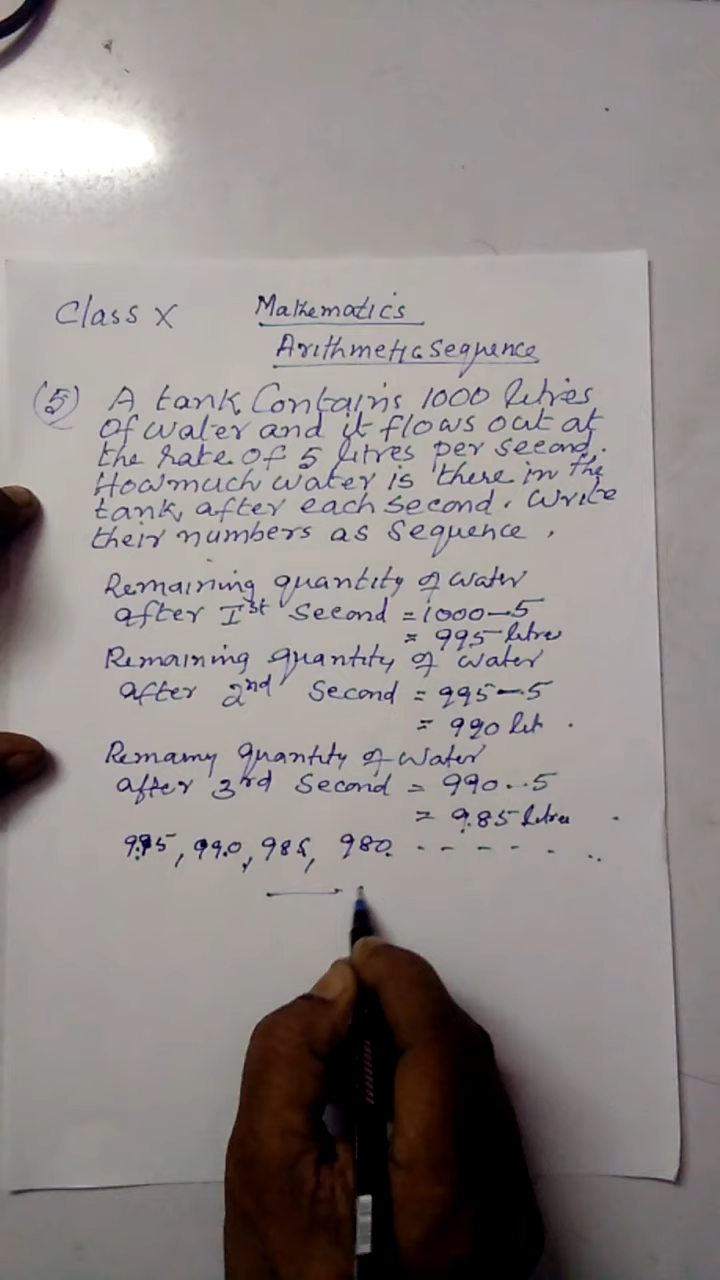 Class X Mathematics
Arithmetic Sequence
(5) A tank Contains 1000 litres
of water and it flows out at
the rate of 5 litres per second.
How much water is there in the
tank, after each second. Write
their numbers as Sequence.
Remaining quantity of water
after Ist Second = 1000-5
= 995 litres
Remaining quantity of water
after 2nd Second = 995-5
= 990 lit.
Remainy quantity of water
after 3rd Second = 990-5
= 985 litres.
995, 990, 985, 980 - - - - - - ..